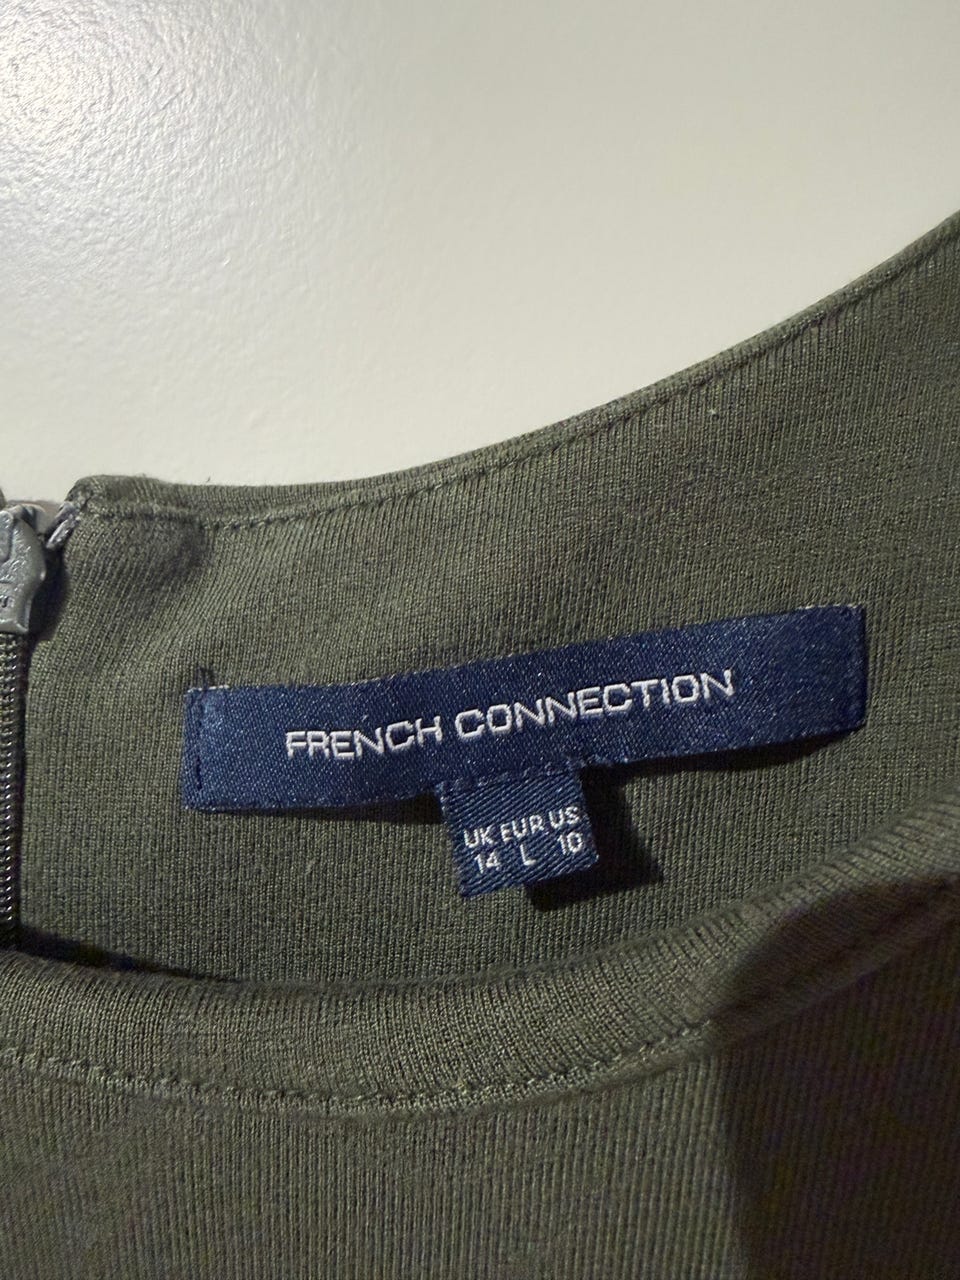 FRENCH CONNECTION
UK EUR US
14 L 10